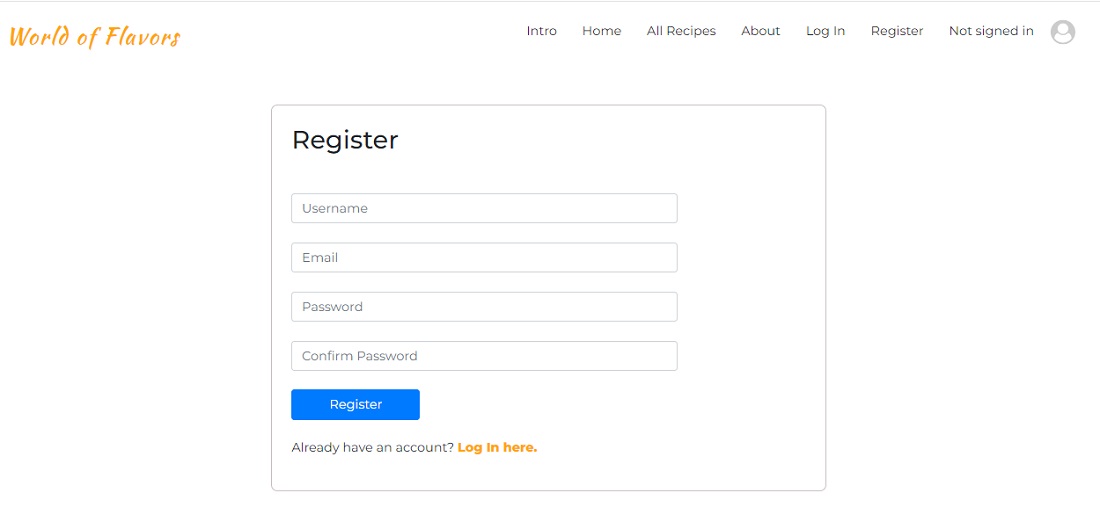 World of Flavors
Intro Home All Recipes About Log In Register Not signed in
Register
Username
Email
Password
Confirm Password
Register
Already have an account? Log In here.